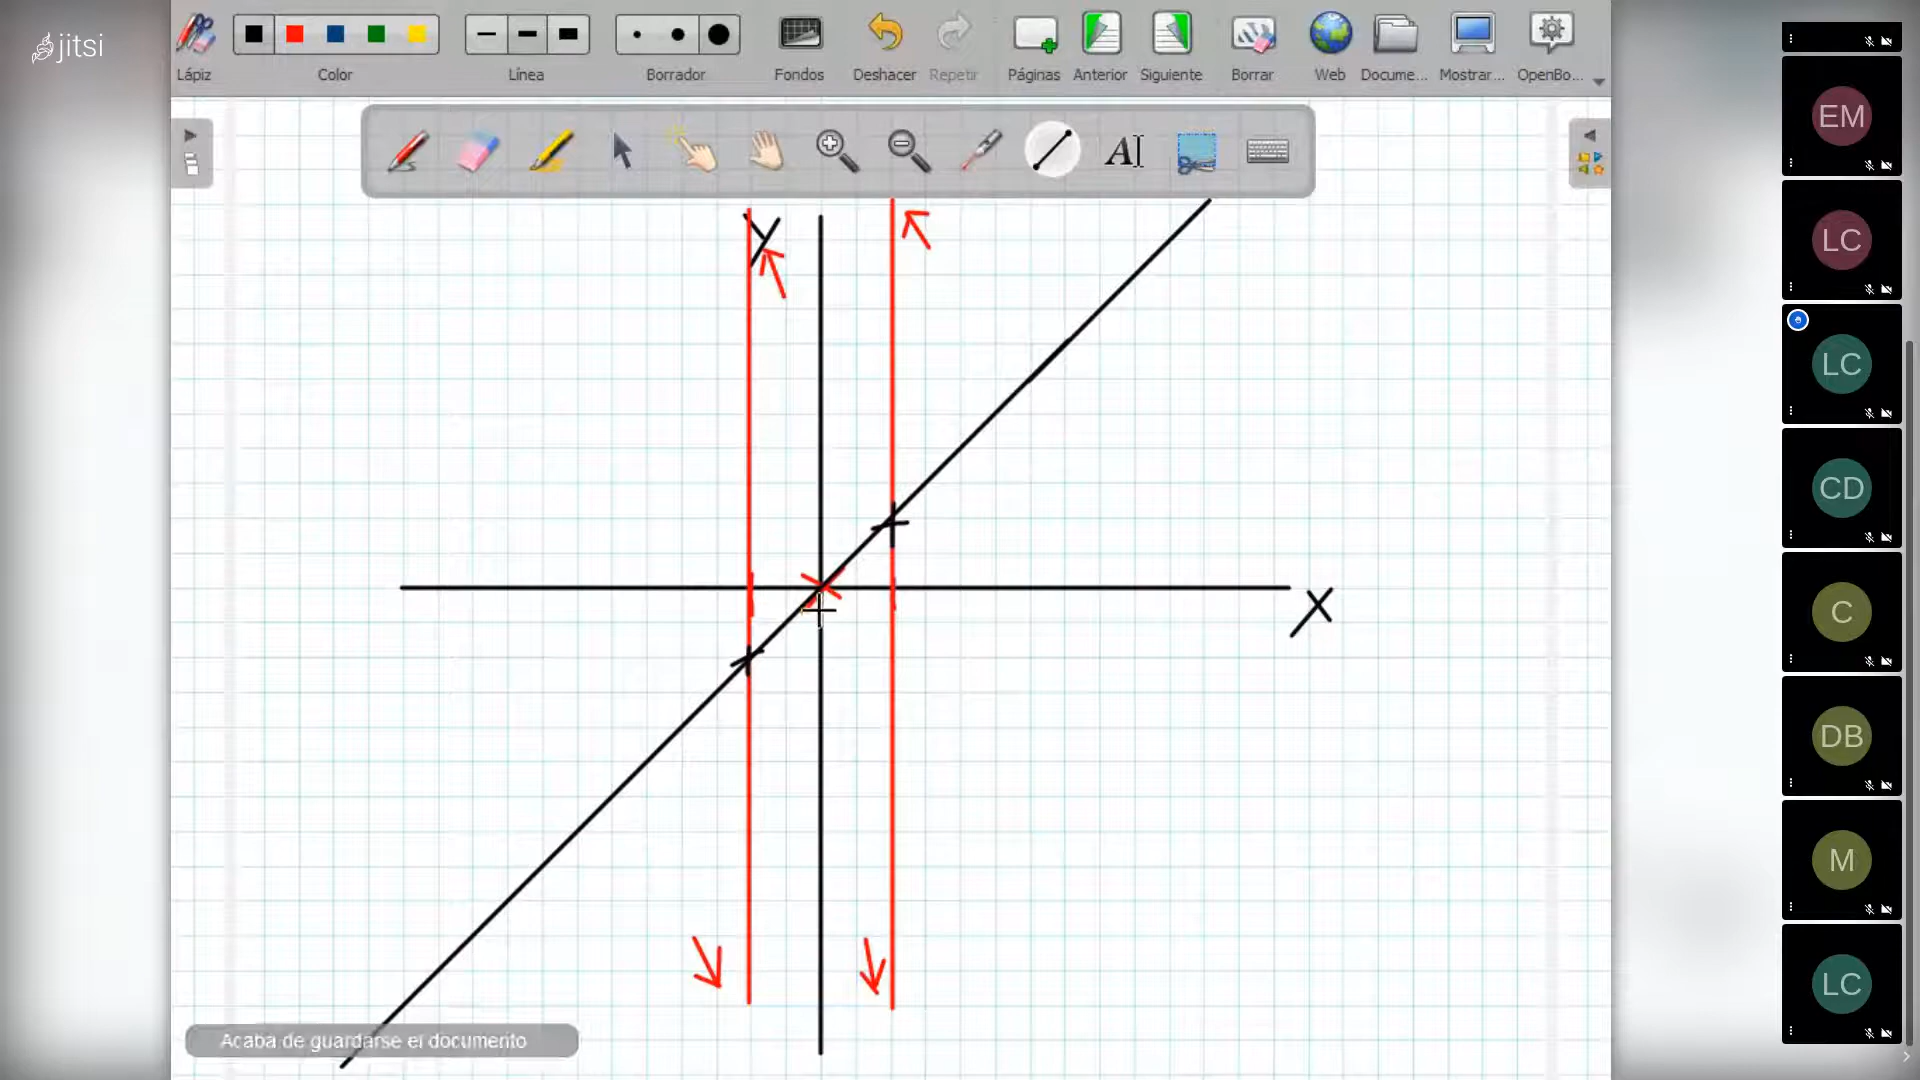 jitsi
Lápiz
Color
Línea
Borrador
Fondos
Deshacer
Repetir
Páginas
Anterior
Siguiente
Borrar
Web
Docume...
Mostrar...
OpenBo...
A
Y
X
Acaba de guardarse el documento
EM
LC
LC
CD
C
DB
M
LC